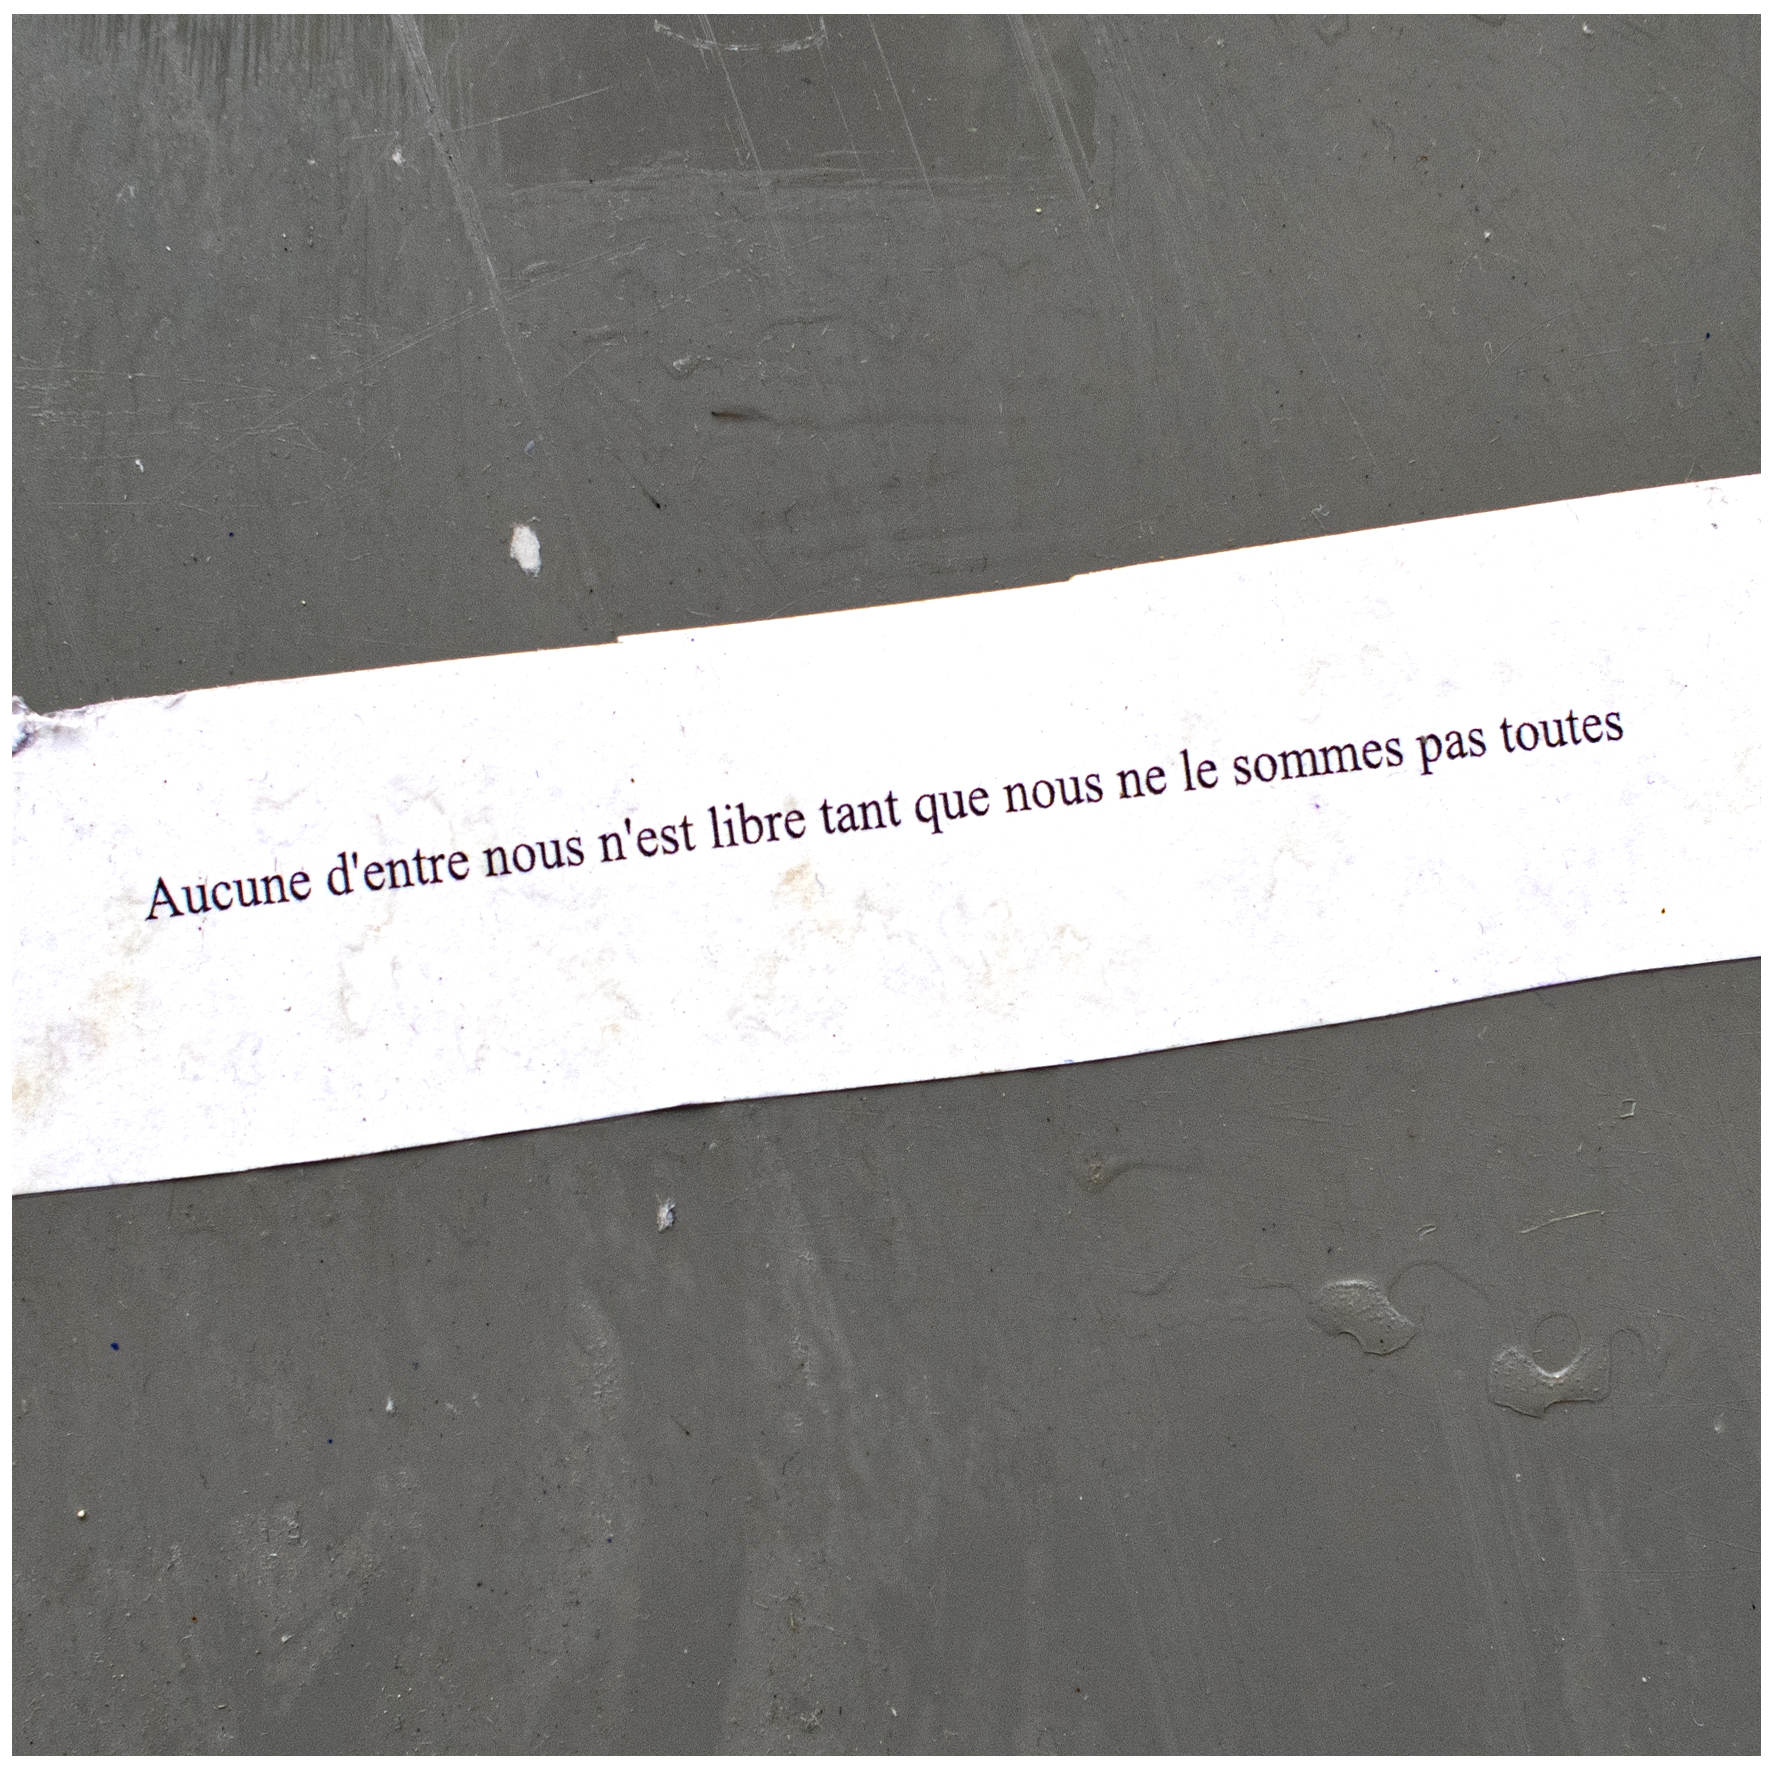 Aucune d'entre nous n'est libre tant que nous ne le sommes pas toutes